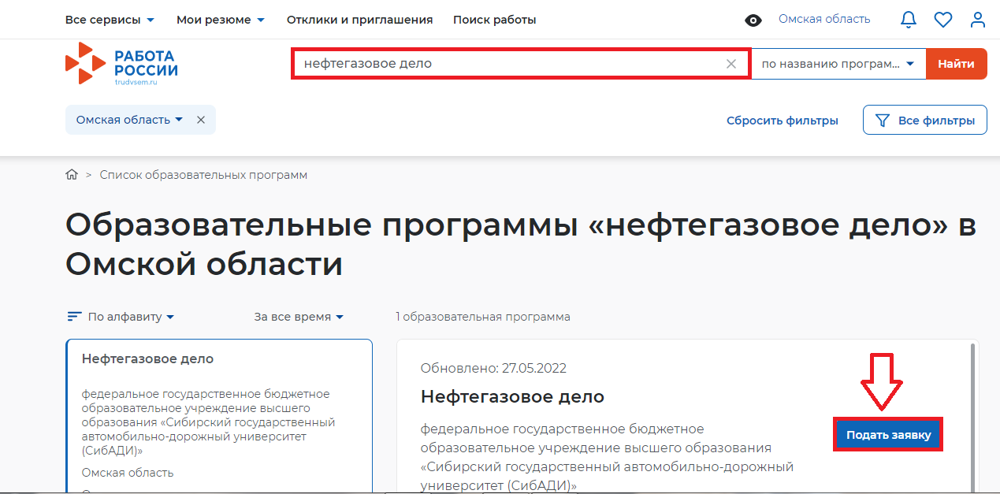 Все сервисы Мои резюме Отклики и приглашения Поиск работы Омская область
РАБОТА
РОССИИ
trudvsem.ru
нефтегазовое дело по названию програм... Найти
Омская область Сбросить фильтры Все фильтры
> Список образовательных программ
Образовательные программы «нефтегазовое дело» в
Омской области
По алфавиту За все время 1 образовательная программа
Нефтегазовое дело
федеральное государственное бюджетное
образовательное учреждение высшего
образования «Сибирский государственный
автомобильно-дорожный университет
(СибАДИ)»
Омская область
Обновлено: 27.05.2022
Нефтегазовое дело
Подать заявку
федеральное государственное бюджетное
образовательное учреждение высшего образования
«Сибирский государственный автомобильно-дорожный
университет (СибАДИ)»